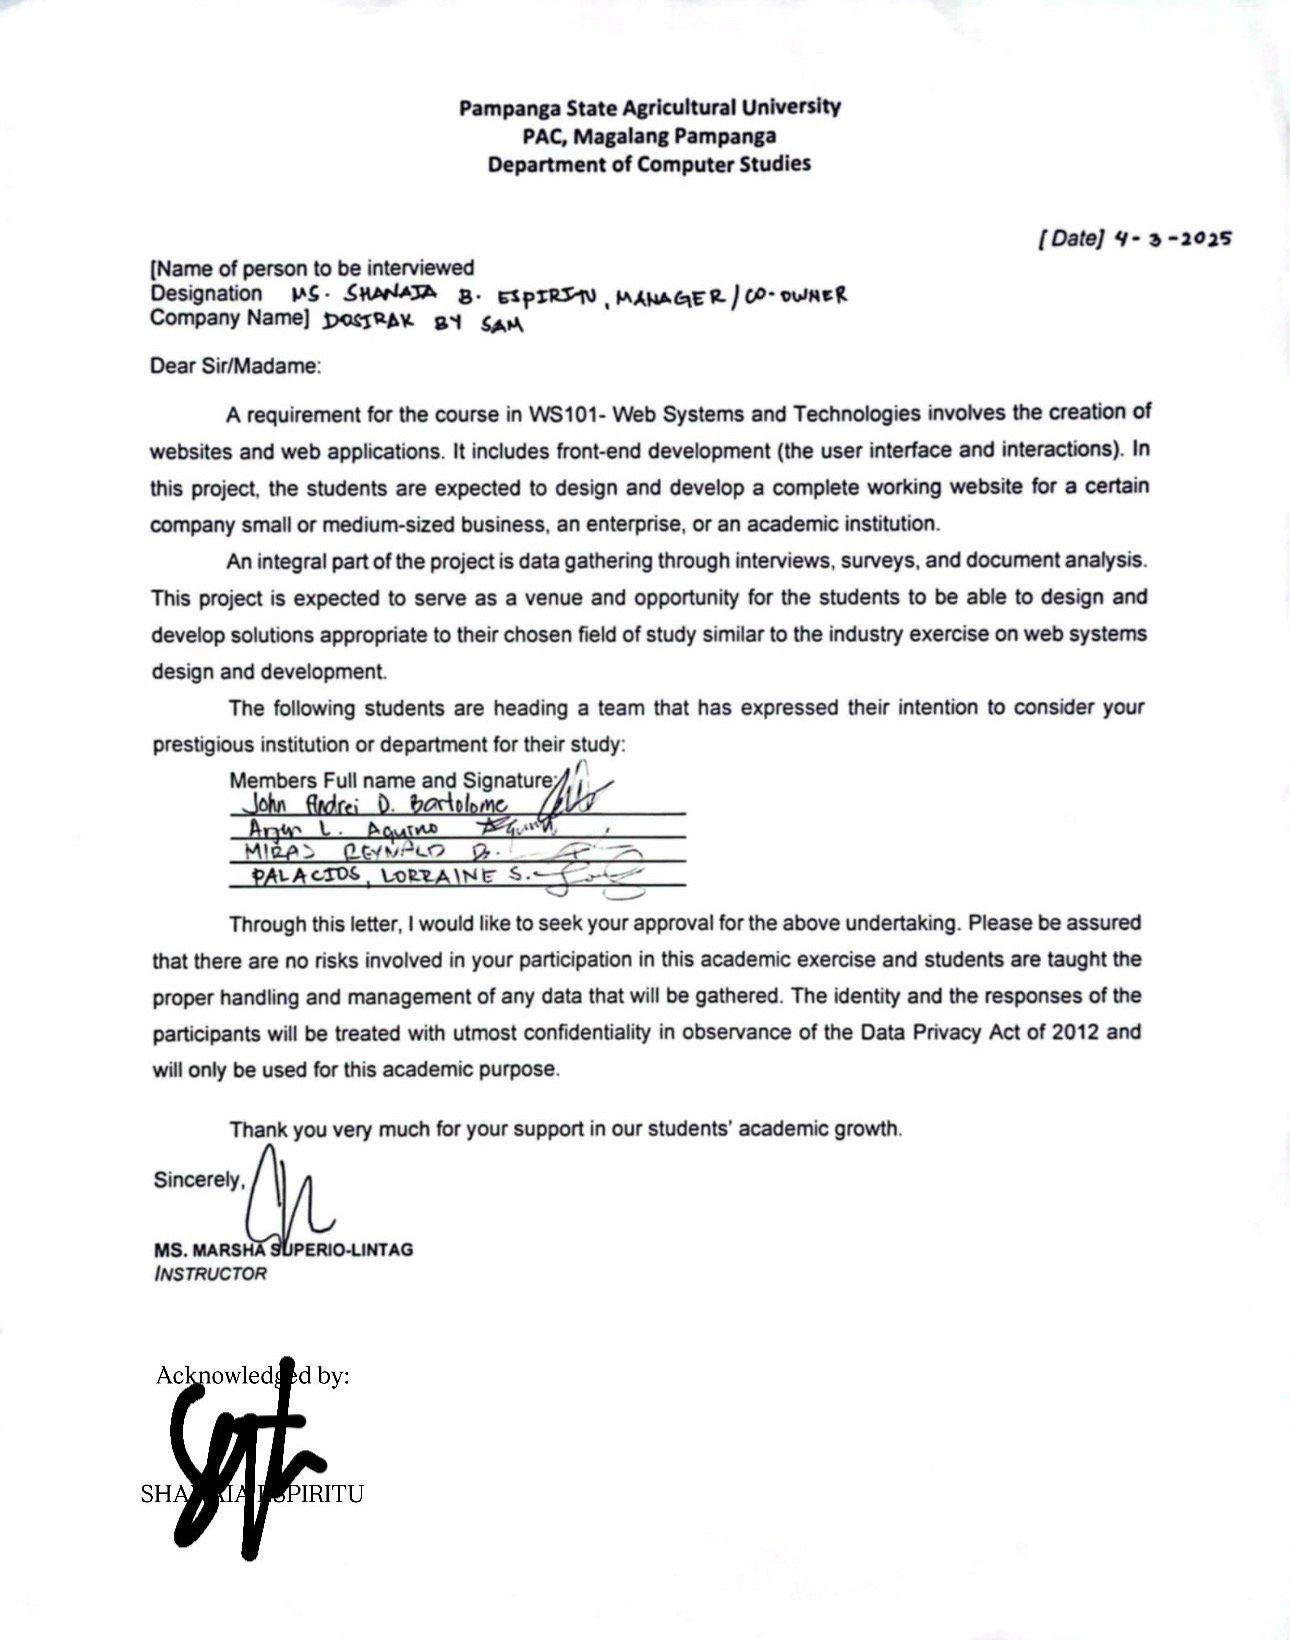 Pampanga State Agricultural University
PAC, Magalang Pampanga
Department of Computer Studies
[Date] 4-3-2025
[Name of person to be interviewed
Designation MS. SHANAIA B. ESPIRITU, MANAGER/CO-OWNER
Company Name] DOSIRAK BY SAM
Dear Sir/Madame:
A requirement for the course in WS101- Web Systems and Technologies involves the creation of
websites and web applications. It includes front-end development (the user interface and interactions). In
this project, the students are expected to design and develop a complete working website for a certain
company small or medium-sized business, an enterprise, or an academic institution.
An integral part of the project is data gathering through interviews, surveys, and document analysis.
This project is expected to serve as a venue and opportunity for the students to be able to design and
develop solutions appropriate to their chosen field of study similar to the industry exercise on web systems
design and development.
The following students are heading a team that has expressed their intention to consider your
prestigious institution or department for their study:
Members Full name and Signature:
John Andrei D. Bartolome
L. Aquino
REYNALD
PALACIOS, LORRAINE S.
Through this letter, I would like to seek your approval for the above undertaking. Please be assured
that there are no risks involved in your participation in this academic exercise and students are taught the
proper handling and management of any data that will be gathered. The identity and the responses of the
participants will be treated with utmost confidentiality in observance of the Data Privacy Act of 2012 and
will only be used for this academic purpose.
Thank you very much for your support in our students' academic growth.
Sincerely,
MS. MARSHA SUPERIO-LINTAG
INSTRUCTOR
Acknowledged by:
SHANAIA ESPIRITU